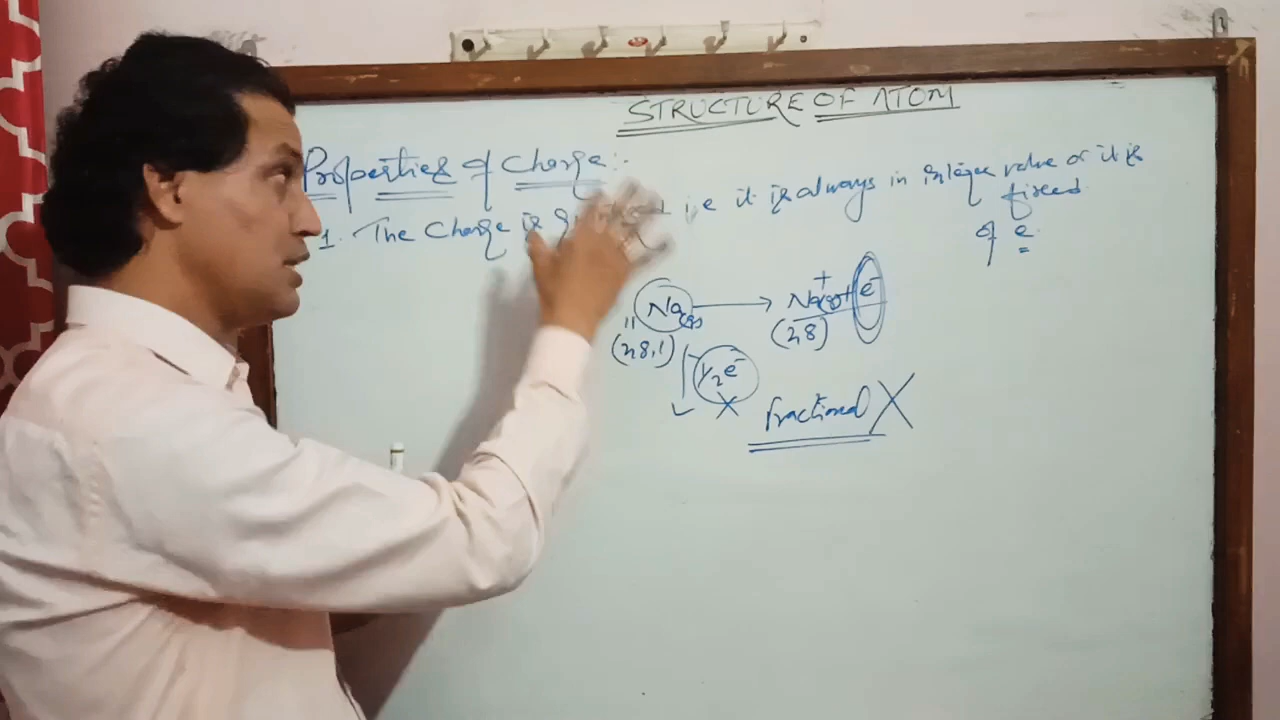 STRUCTURE OF ATOM
Properties of Charge :-
1. The Charge is i.e it is always in integer value or it is fixed
of e
Na(g) → Na(g)+ + e-
11
(2,8,1) (2,8)
1/2 e- X
fractional X